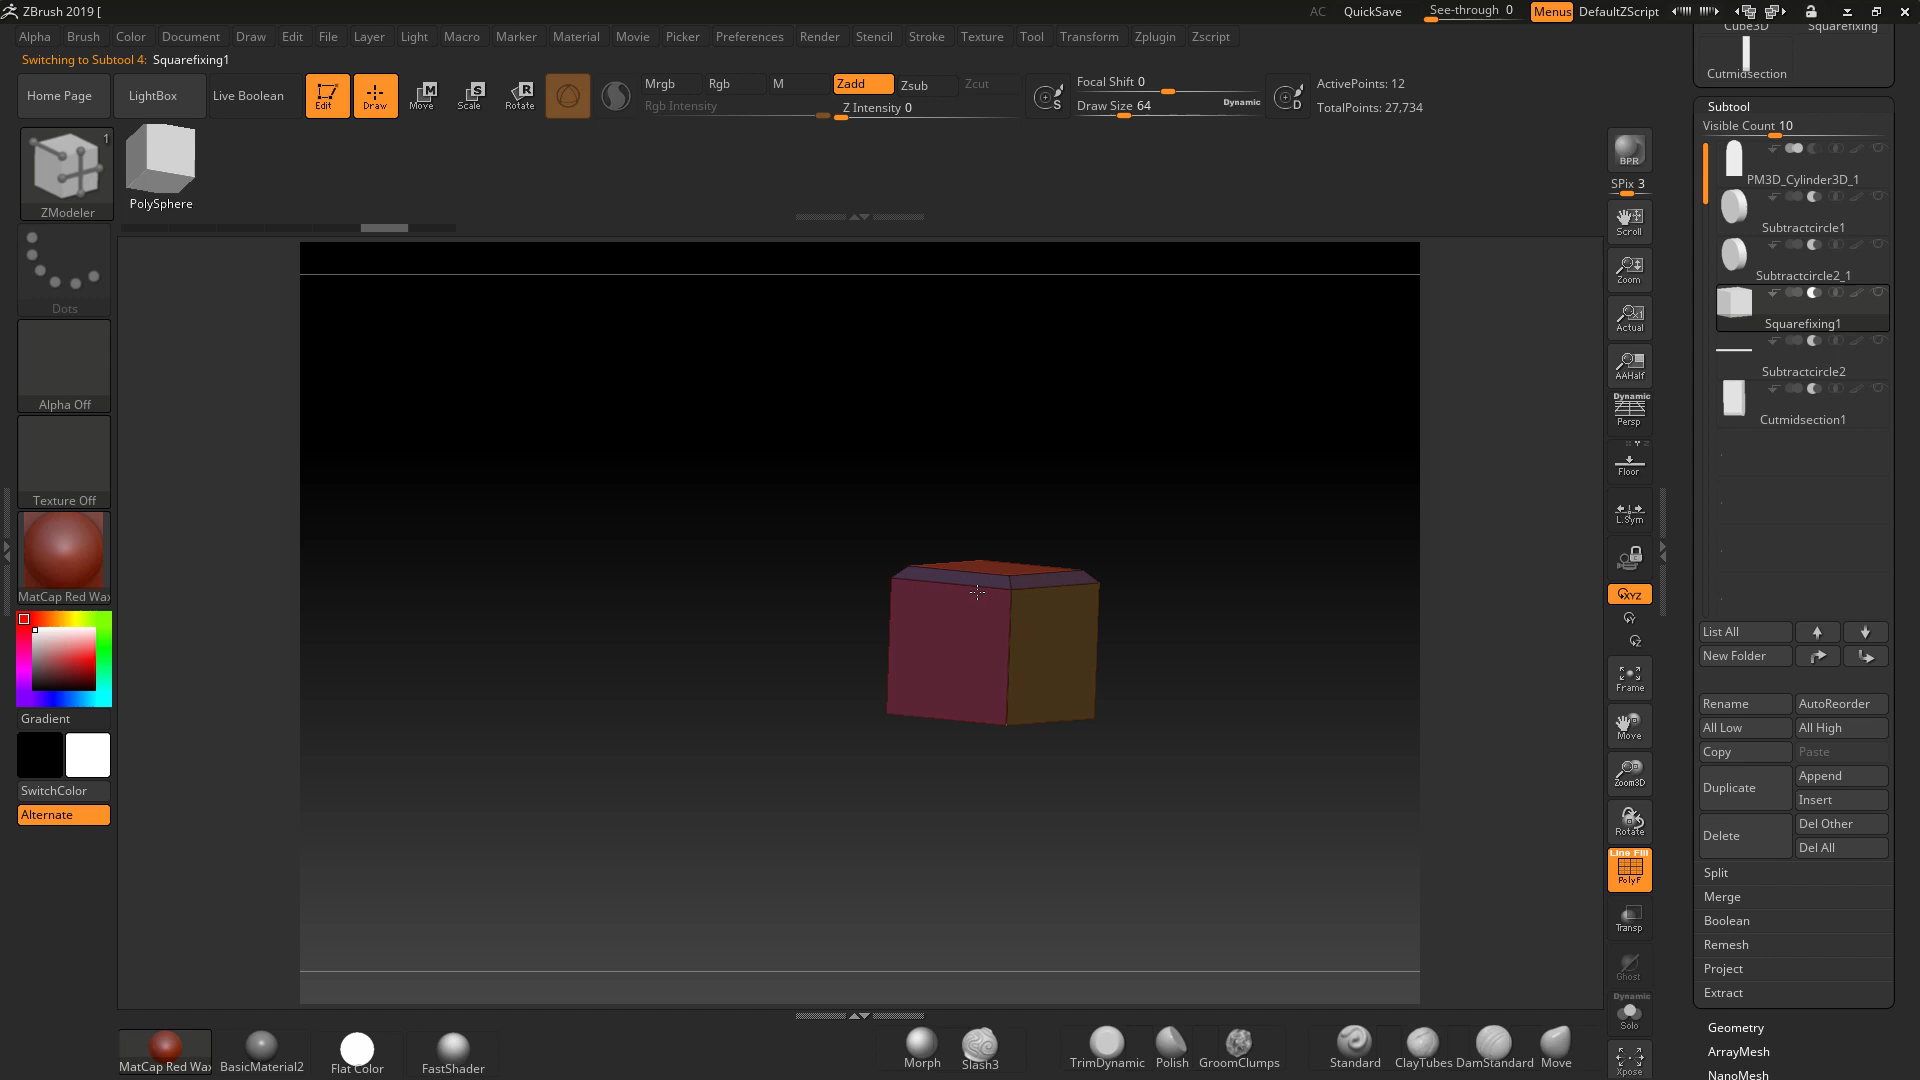 ZBrush 2019 [
AC QuickSave See-through 0 Menus DefaultZScript
Alpha Brush Color Document Draw Edit File Layer Light Macro Marker Material Movie Picker Preferences Render Stencil Stroke Texture Tool Transform Zplugin Zscript
Switching to Subtool 4: Squarefixing1
Home Page LightBox Live Boolean Edit Draw Move Scale Rotate
M S R
Mrgb Rgb M Zadd Zsub Zcut
Rgb Intensity Z Intensity 0
S Focal Shift 0
Draw Size 64 Dynamic D
ActivePoints: 12
TotalPoints: 27,734
1
ZModeler
PolySphere
Dots
Alpha Off
Texture Off
MatCap Red Wax
Gradient
SwitchColor
Alternate
BPR
SPix 3
Scroll
Zoom
Actual
AAHalf
Dynamic
Persp
Floor
L.Sym
XYZ
Y
Z
Frame
Move
Zoom3D
Rotate
Line Fill
PolyF
Transp
Ghost
Dynamic
Solo
Xpose
Cube3D Squarefixing
Cutmidsection
Subtool
Visible Count 10
PM3D_Cylinder3D_1
Subtractcircle1
Subtractcircle2_1
Squarefixing1
Subtractcircle2
Cutmidsection1
List All
New Folder
Rename AutoReorder
All Low All High
Copy Paste
Duplicate Append
Insert
Delete Del Other
Del All
Split
Merge
Boolean
Remesh
Project
Extract
Geometry
ArrayMesh
NanoMesh
MatCap Red Wax BasicMaterial2 Flat Color FastShader Morph Slash3 TrimDynamic Polish GroomClumps Standard ClayTubes DamStandard Move